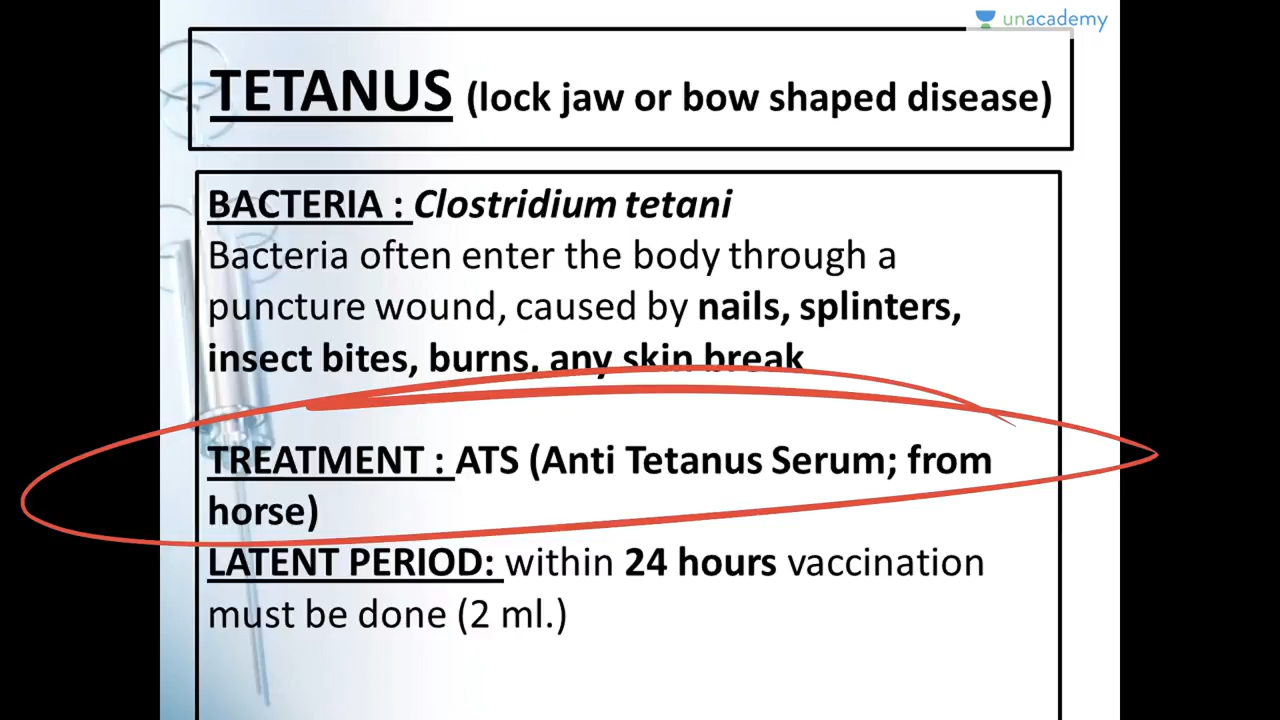 unacademy
TETANUS (lock jaw or bow shaped disease)
BACTERIA : Clostridium tetani
Bacteria often enter the body through a
puncture wound, caused by nails, splinters,
insect bites, burns, any skin break
TREATMENT : ATS (Anti Tetanus Serum; from
horse)
LATENT PERIOD: within 24 hours vaccination
must be done (2 ml.)